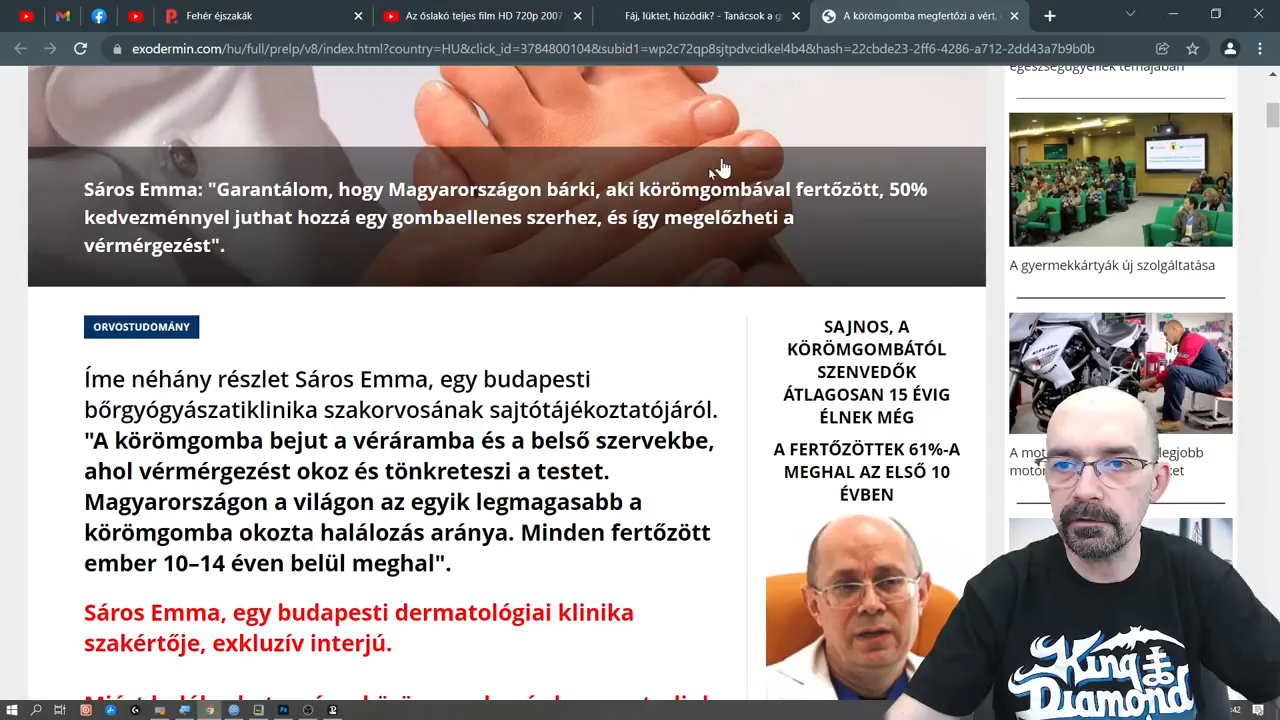 Fehér éjszakák
Az őslakó teljes film HD 720p 2007
Fáj, lüktet, húzódik? - Tanácsok a g
A körömgomba megfertőzi a vért,
exodermin.com/hu/full/prelp/v8/index.html?country=HU&click_id=3784800104&subid1=wp2c72qp8sjtpdvcidkel4b4&hash=22cbde23-2ff6-4286-a712-2dd43a7b9b0b
egészségügyének témájában
Sáros Emma: "Garantálom, hogy Magyarországon bárki, aki körömgombával fertőzött, 50%
kedvezménnyel juthat hozzá egy gombaellenes szerhez, és így megelőzheti a
vérmérgezést".
A gyermekkártyák új szolgáltatása
ORVOSTUDOMÁNY
Íme néhány részlet Sáros Emma, egy budapesti
bőrgyógyászatiklinika szakorvosának sajtótájékoztatójáról.
"A körömgomba bejut a véráramba és a belső szervekbe,
ahol vérmérgezést okoz és tönkreteszi a testet.
Magyarországon a világon az egyik legmagasabb a
körömgomba okozta halálozás aránya. Minden fertőzött
ember 10–14 éven belül meghal".
Sáros Emma, egy budapesti dermatológiai klinika
szakértője, exkluzív interjú.
SAJNOS, A
KÖRÖMGOMBÁTÓL
SZENVEDŐK
ÁTLAGOSAN 15 ÉVIG
ÉLNEK MÉG
A FERTŐZÖTTEK 61%-A
MEGHAL AZ ELSŐ 10
ÉVBEN
A mot
legjobb
King
Diamond